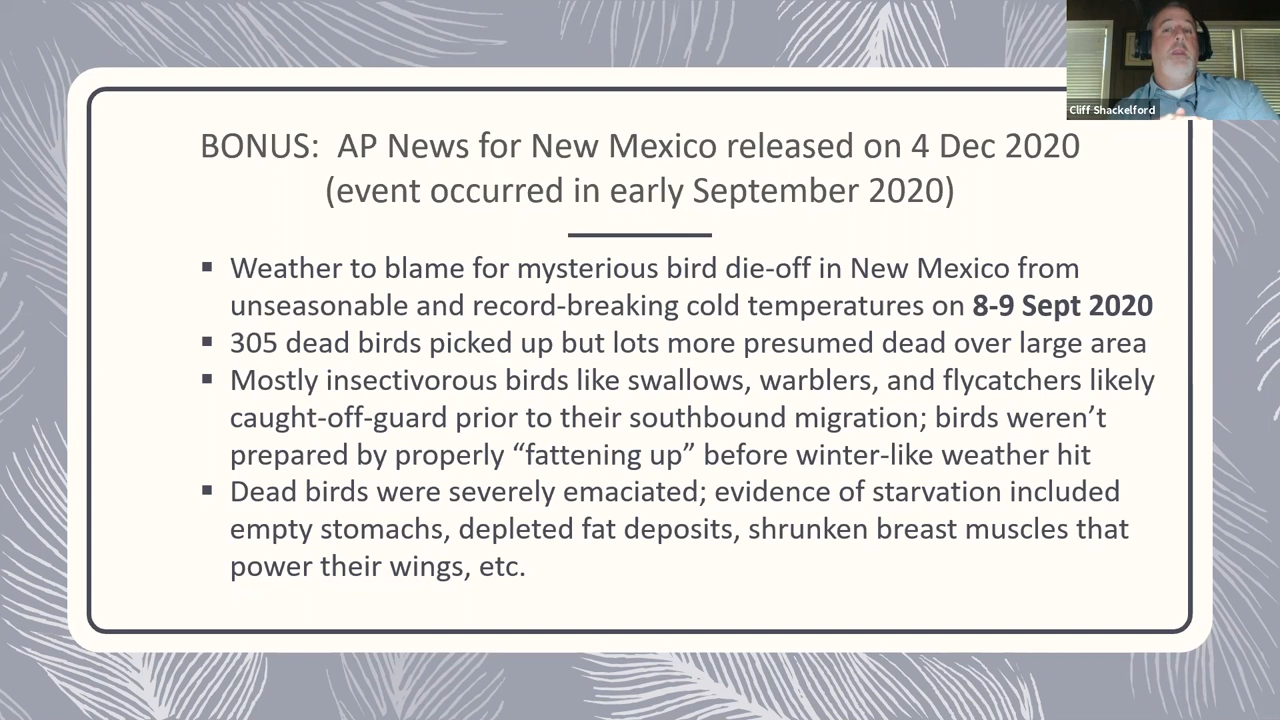 Cliff Shackelford
BONUS:  AP News for New Mexico released on 4 Dec 2020
(event occurred in early September 2020)
▪ Weather to blame for mysterious bird die-off in New Mexico from
unseasonable and record-breaking cold temperatures on 8-9 Sept 2020
▪ 305 dead birds picked up but lots more presumed dead over large area
▪ Mostly insectivorous birds like swallows, warblers, and flycatchers likely
caught-off-guard prior to their southbound migration; birds weren’t
prepared by properly “fattening up” before winter-like weather hit
▪ Dead birds were severely emaciated; evidence of starvation included
empty stomachs, depleted fat deposits, shrunken breast muscles that
power their wings, etc.